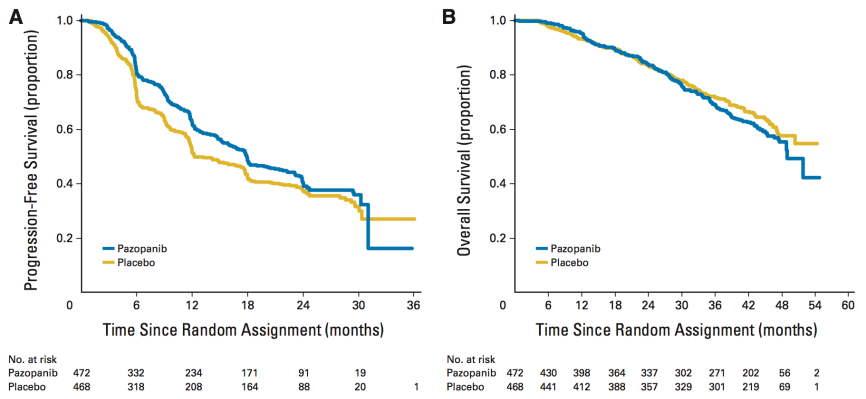 A
Progression-Free Survival (proportion)
1.0
0.8
0.6
0.4
0.2
Pazopanib
Placebo
0 6 12 18 24 30 36
Time Since Random Assignment (months)
No. at risk
Pazopanib 472 332 234 171 91 19
Placebo 468 318 208 164 88 20 1
B
Overall Survival (proportion)
1.0
0.8
0.6
0.4
0.2
Pazopanib
Placebo
0 6 12 18 24 30 36 42 48 54 60
Time Since Random Assignment (months)
No. at risk
Pazopanib 472 430 398 364 337 302 271 202 56 2
Placebo 468 441 412 388 357 329 301 219 69 1